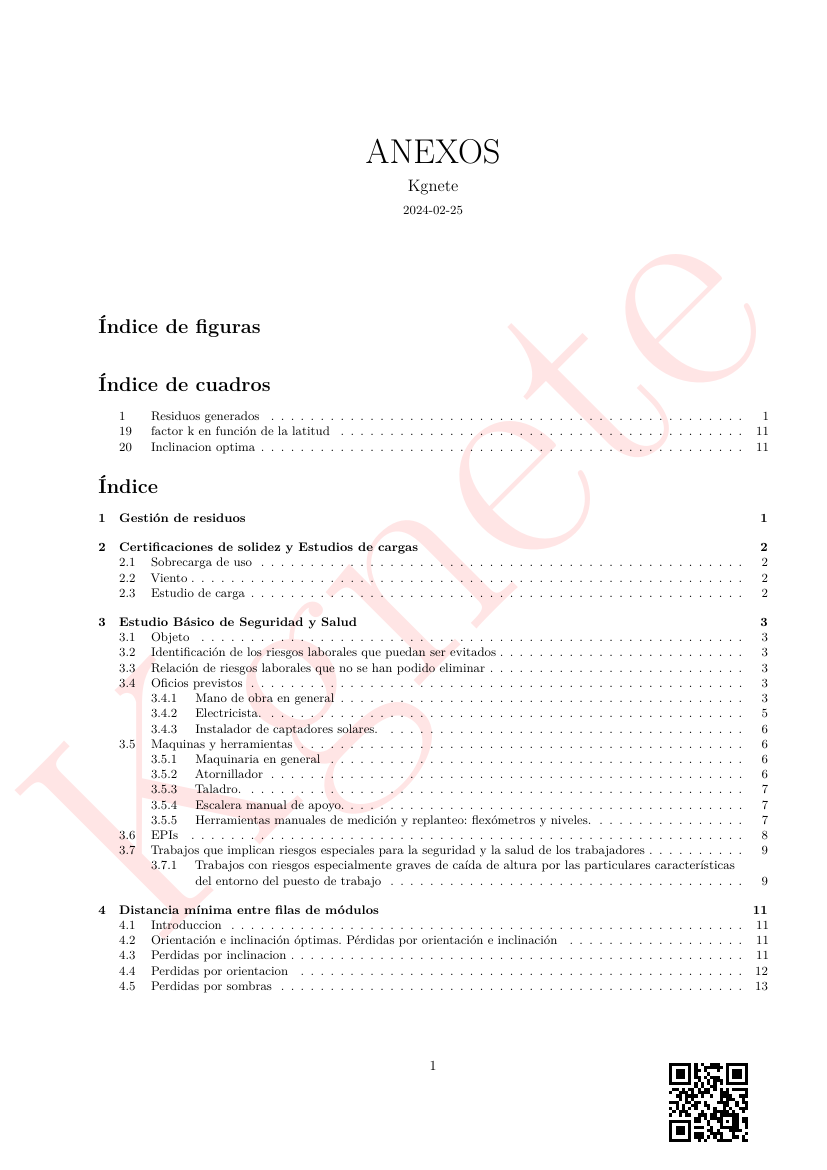 ANEXOS
Kgnete
2024-02-25
Índice de figuras
Índice de cuadros
1 Residuos generados . . . . . . . . . . . . . . . . . . . . . . . . . . . . . . 1
19 factor k en función de la latitud . . . . . . . . . . . . . . . . . . . . . . . . . . . . . . 11
20 Inclinacion optima . . . . . . . . . . . . . . . . . . . . . . . . . . . . . . 11
Índice
1 Gestión de residuos 1
2 Certificaciones de solidez y Estudios de cargas 2
2.1 Sobrecarga de uso . . . . . . . . . . . . . . . . . . . . . . . . . . . . . . 2
2.2 Viento . . . . . . . . . . . . . . . . . . . . . . . . . . . . . . 2
2.3 Estudio de carga . . . . . . . . . . . . . . . . . . . . . . . . . . . . . . 2
3 Estudio Básico de Seguridad y Salud 3
3.1 Objeto . . . . . . . . . . . . . . . . . . . . . . . . . . . . . . 3
3.2 Identificación de los riesgos laborales que puedan ser evitados . . . . . . . . . . . . . . . . . . . . 3
3.3 Relación de riesgos laborales que no se han podido eliminar . . . . . . . . . . . . . . . . . . . . 3
3.4 Oficios previstos . . . . . . . . . . . . . . . . . . . . . . . . . . . . . . 3
3.4.1 Mano de obra en general . . . . . . . . . . . . . . . . . . . . . . . . . . . . . . 3
3.4.2 Electricista. . . . . . . . . . . . . . . . . . . . . . . . . . . . . . 5
3.4.3 Instalador de captadores solares. . . . . . . . . . . . . . . . . . . . . . . . . . . . . . 6
3.5 Maquinas y herramientas . . . . . . . . . . . . . . . . . . . . . . . . . . . . . . 6
3.5.1 Maquinaria en general . . . . . . . . . . . . . . . . . . . . . . . . . . . . . . 6
3.5.2 Atornillador . . . . . . . . . . . . . . . . . . . . . . . . . . . . . . 6
3.5.3 Taladro. . . . . . . . . . . . . . . . . . . . . . . . . . . . . . 7
3.5.4 Escalera manual de apoyo. . . . . . . . . . . . . . . . . . . . . . . . . . . . . . 7
3.5.5 Herramientas manuales de medición y replanteo: flexómetros y niveles. . . . . . . . . . . . . . . . 7
3.6 EPIs . . . . . . . . . . . . . . . . . . . . . . . . . . . . . . 8
3.7 Trabajos que implican riesgos especiales para la seguridad y la salud de los trabajadores . . . . . . . . . . 9
3.7.1 Trabajos con riesgos especialmente graves de caída de altura por las particulares características
del entorno del puesto de trabajo . . . . . . . . . . . . . . . . . . . . . . . . . . . . . . 9
4 Distancia mínima entre filas de módulos 11
4.1 Introduccion . . . . . . . . . . . . . . . . . . . . . . . . . . . . . . 11
4.2 Orientación e inclinación óptimas. Pérdidas por orientación e inclinación . . . . . . . . . . . . . . . . . . 11
4.3 Perdidas por inclinacion . . . . . . . . . . . . . . . . . . . . . . . . . . . . . . 11
4.4 Perdidas por orientacion . . . . . . . . . . . . . . . . . . . . . . . . . . . . . . 12
4.5 Perdidas por sombras . . . . . . . . . . . . . . . . . . . . . . . . . . . . . . 13
1
Kgnete